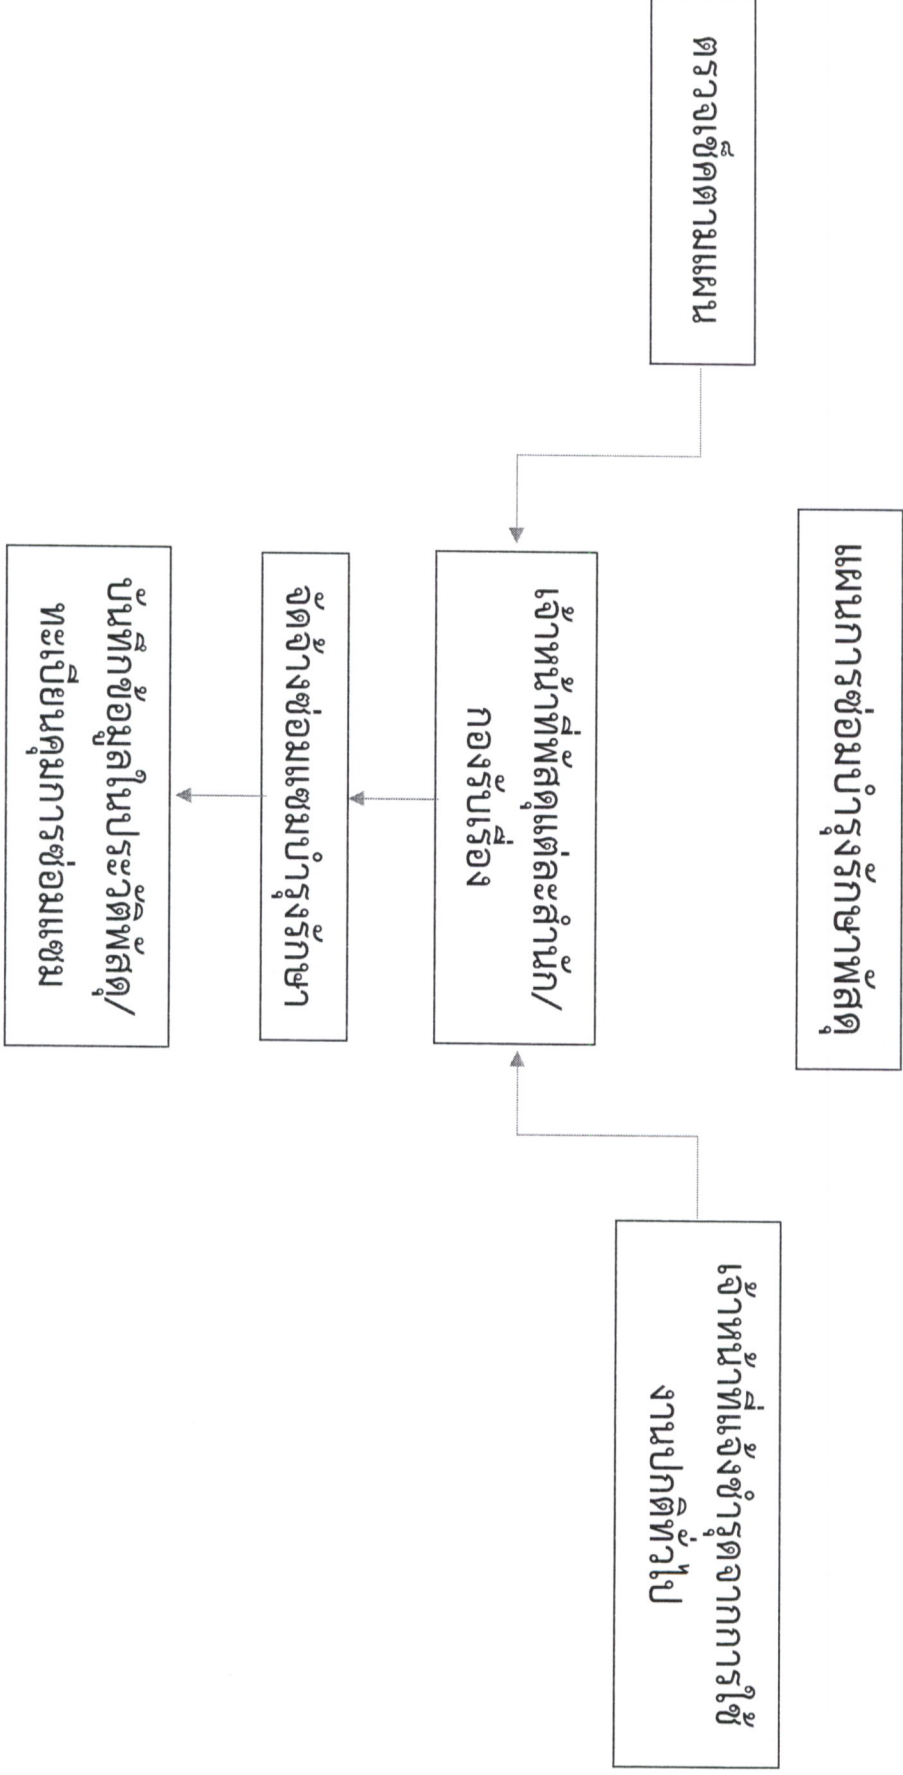 แผนการซ่อมบำรุงรักษาพัสดุ
ตรวจเช็คตามแผน
เจ้าหน้าที่แจ้งชำรุดจากการใช้
งานปกติทั่วไป
เจ้าหน้าที่พัสดุแต่ละสำนัก/
กองรับเรื่อง
จัดจ้างซ่อมแซมบำรุงรักษา
บันทึกข้อมูลในประวัติพัสดุ/
ทะเบียนคุมการซ่อมแซม